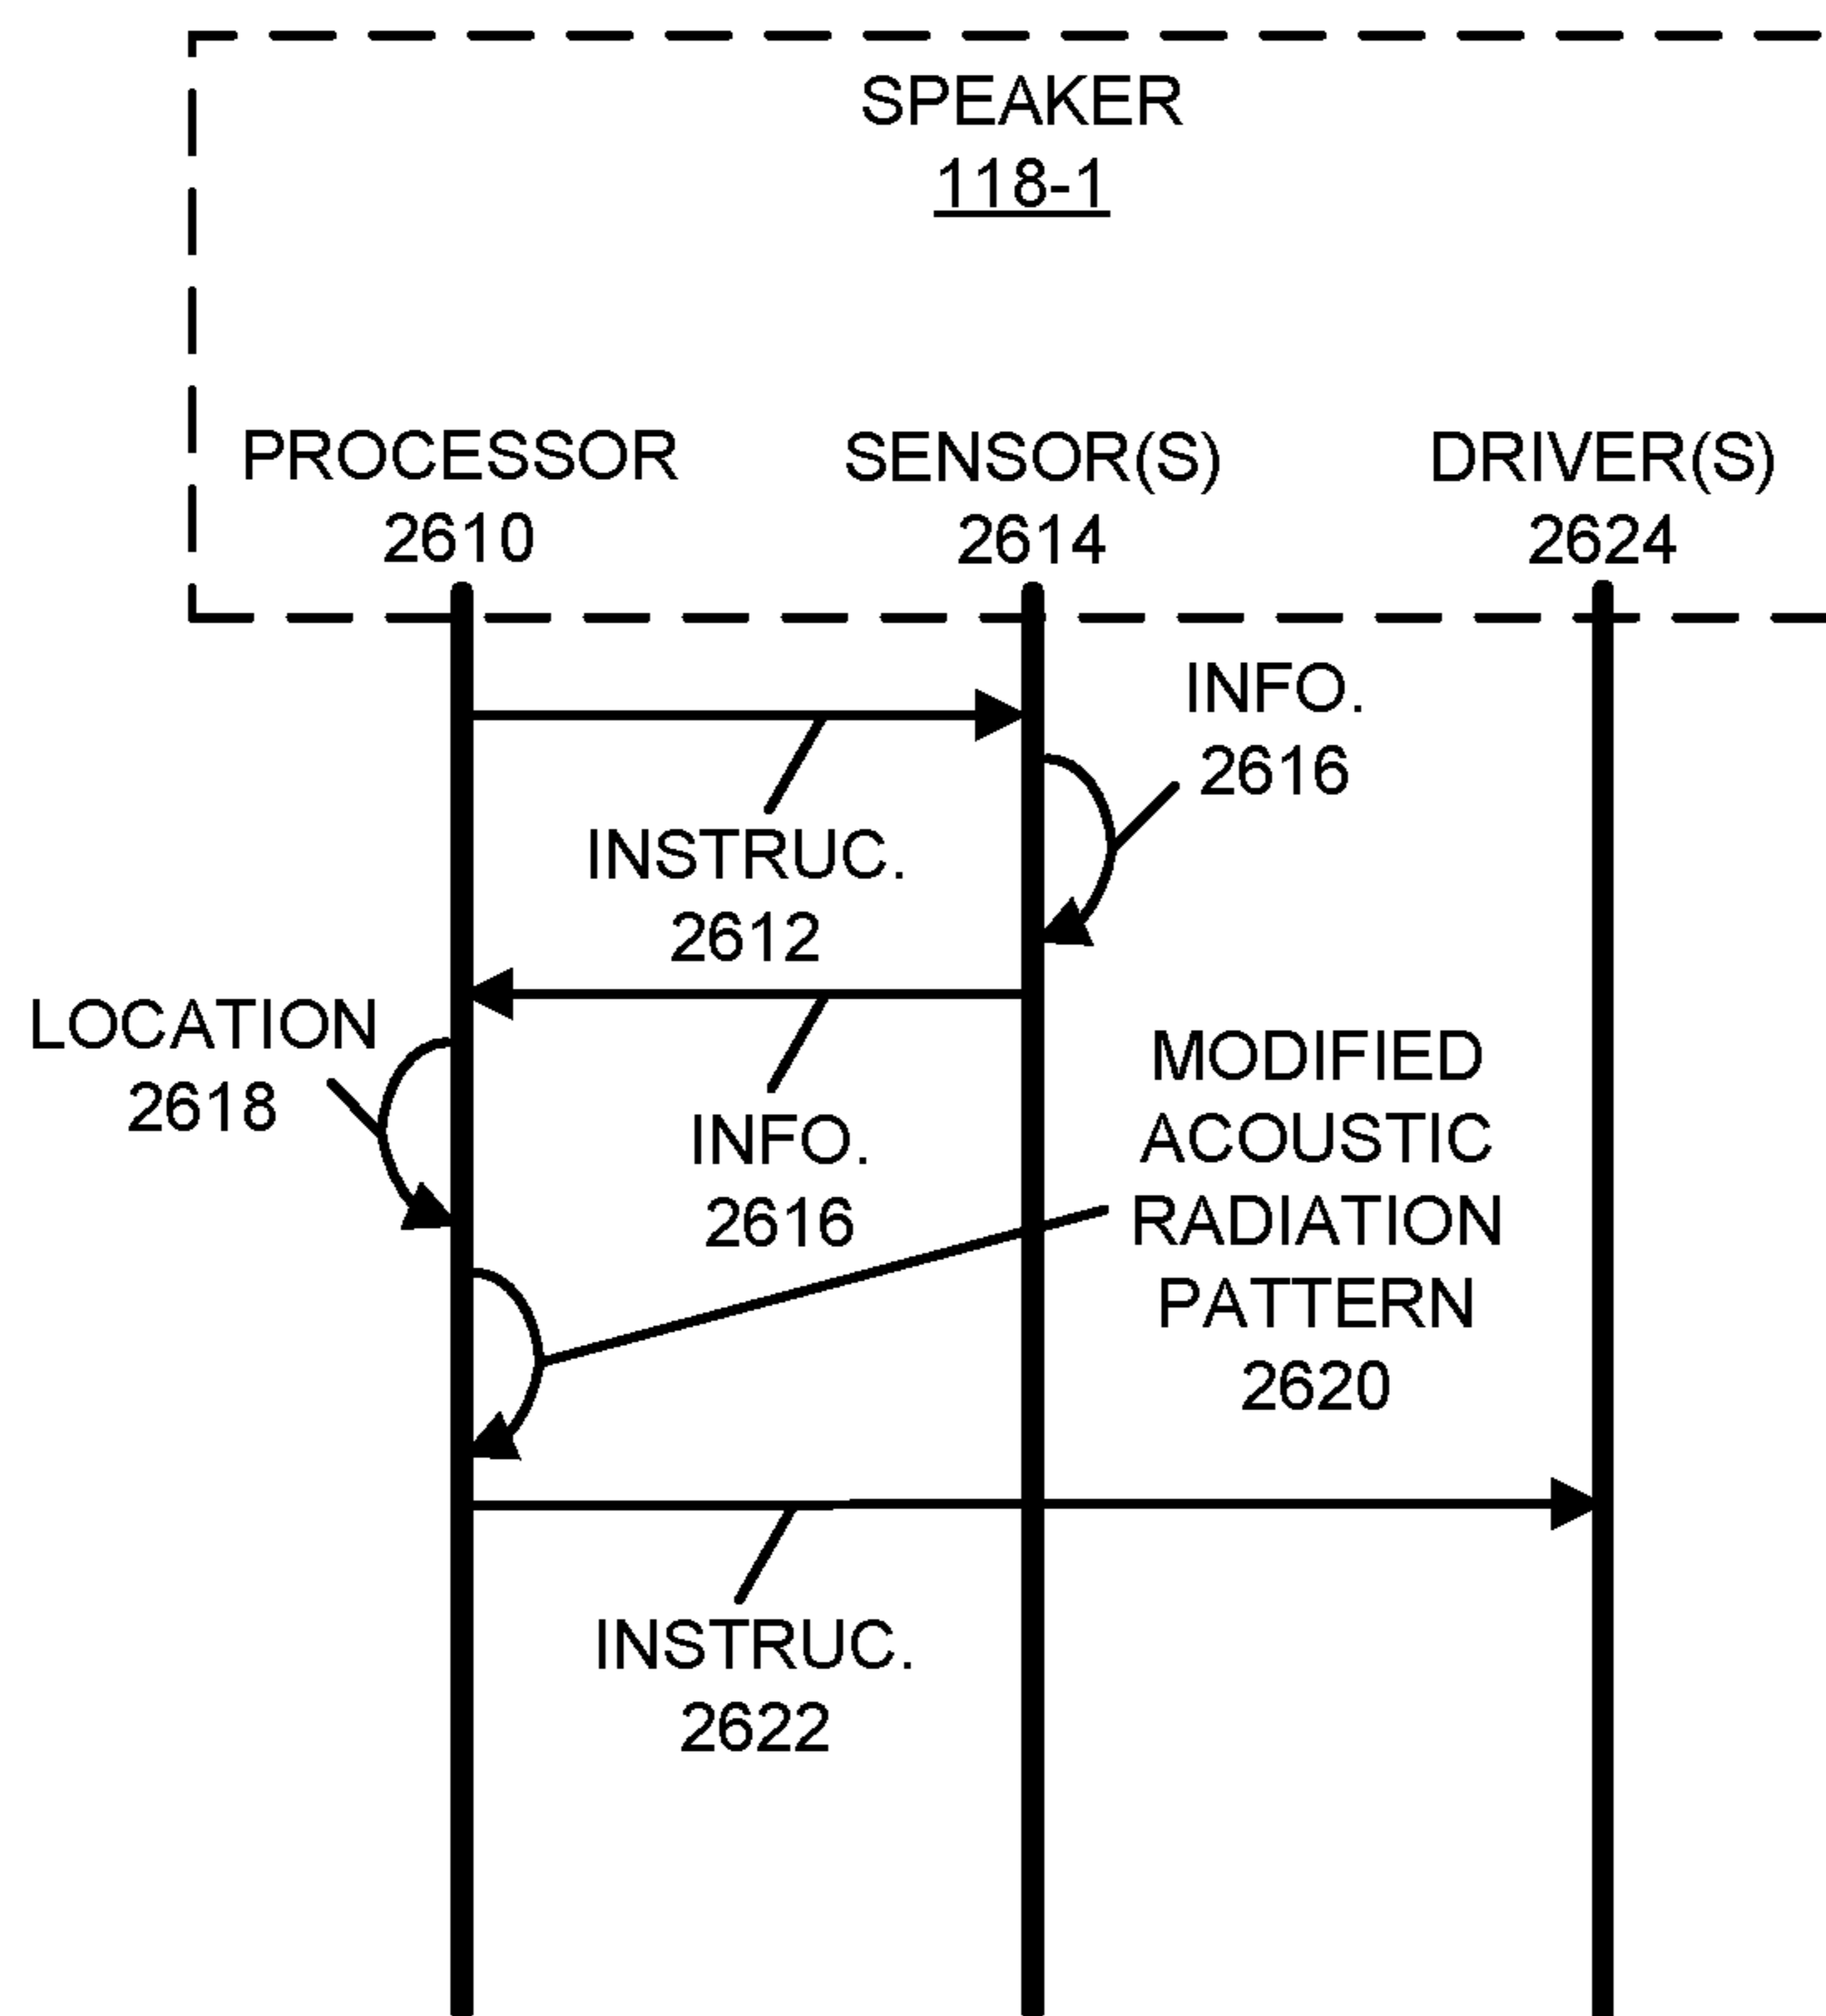 SPEAKER
118-1
PROCESSOR
2610
SENSOR(S)
2614
DRIVER(S)
2624
INFO.
2616
INSTRUC.
2612
LOCATION
2618
INFO.
2616
MODIFIED
ACOUSTIC
RADIATION
PATTERN
2620
INSTRUC.
2622